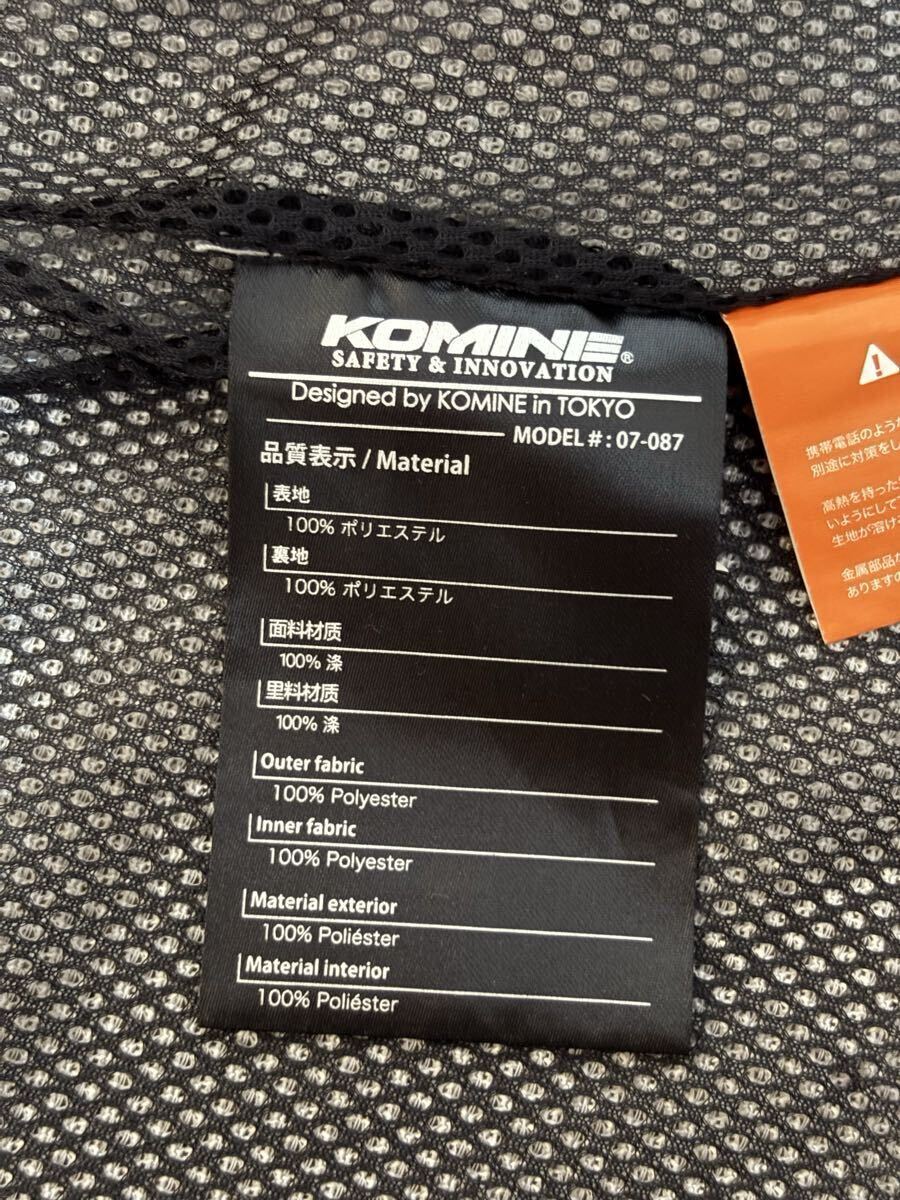 KOMINE®
SAFETY & INNOVATION
Designed by KOMINE in TOKYO
MODEL #: 07-087
品質表示 / Material
表地
100% ポリエステル
裏地
100% ポリエステル
面料材质
100% 涤
里料材质
100% 涤
Outer fabric
100% Polyester
Inner fabric
100% Polyester
Material exterior
100% Poliéster
Material interior
100% Poliéster
携帯電話のような
別途に対策をし
高熱を持った
いようにして
生地が溶ける
金属部品が
ありますの